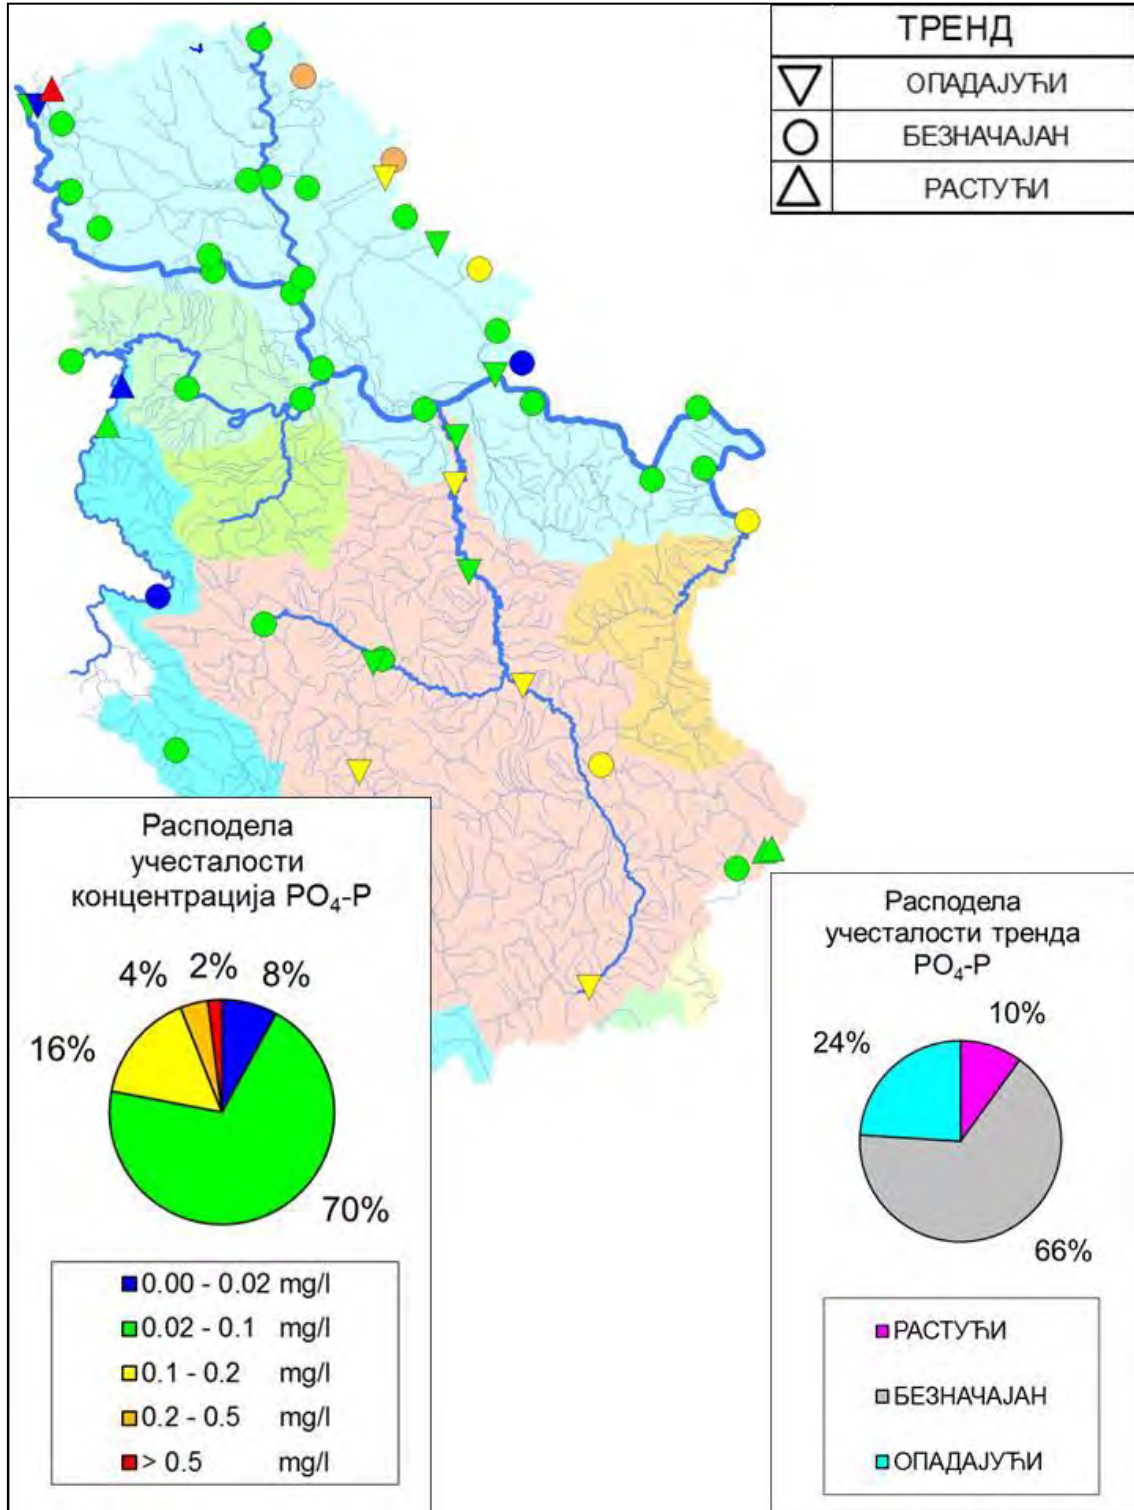 ТРЕНД
ОПАДАЈУЋИ
БЕЗНАЧАЈАН
РАСТУЋИ
Расподела
учесталости
концентрација PO₄-P
4%
2%
8%
16%
70%
0.00 - 0.02 mg/l
0.02 - 0.1 mg/l
0.1 - 0.2 mg/l
0.2 - 0.5 mg/l
> 0.5 mg/l
Расподела
учесталости тренда
PO₄-P
10%
24%
66%
РАСТУЋИ
БЕЗНАЧАЈАН
ОПАДАЈУЋИ